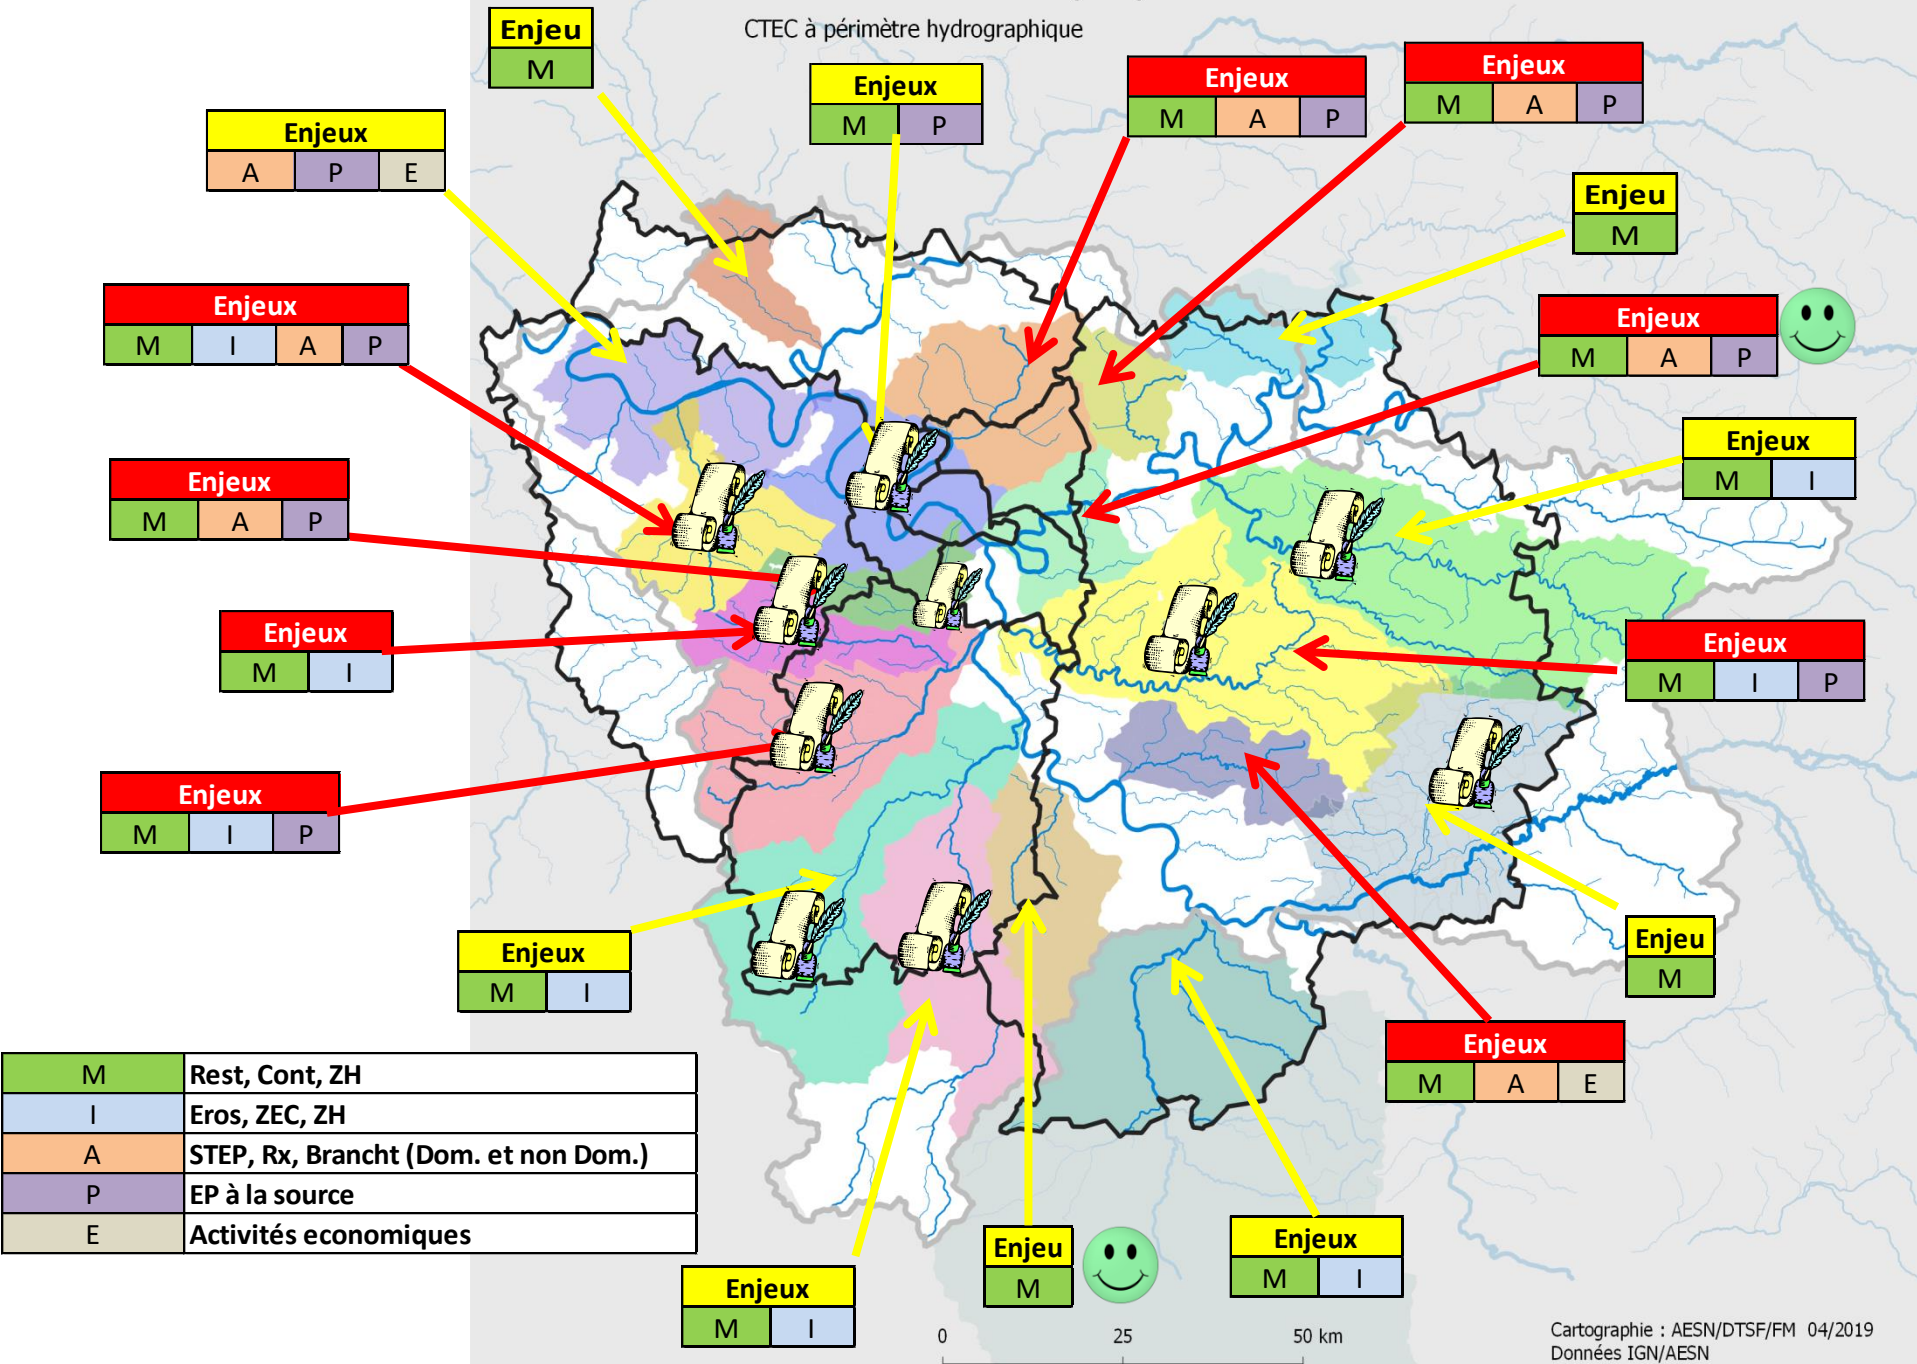 CTEC à périmètre hydrographique
Enjeu
M
Enjeux
M P
Enjeux
M A P
Enjeux
M A P
Enjeux
A P E
Enjeu
M
Enjeux
M I A P
Enjeux
M A P
Enjeux
M I
Enjeux
M A P
Enjeux
M I
Enjeux
M I P
Enjeux
M I P
Enjeux
M I
Enjeu
M
Enjeux
M A E
M Rest, Cont, ZH
I Eros, ZEC, ZH
A STEP, Rx, Brancht (Dom. et non Dom.)
P EP à la source
E Activités economiques
Enjeux
M I
Enjeu
M
Enjeux
M I
0 25 50 km
Cartographie : AESN/DTSF/FM 04/2019
Données IGN/AESN